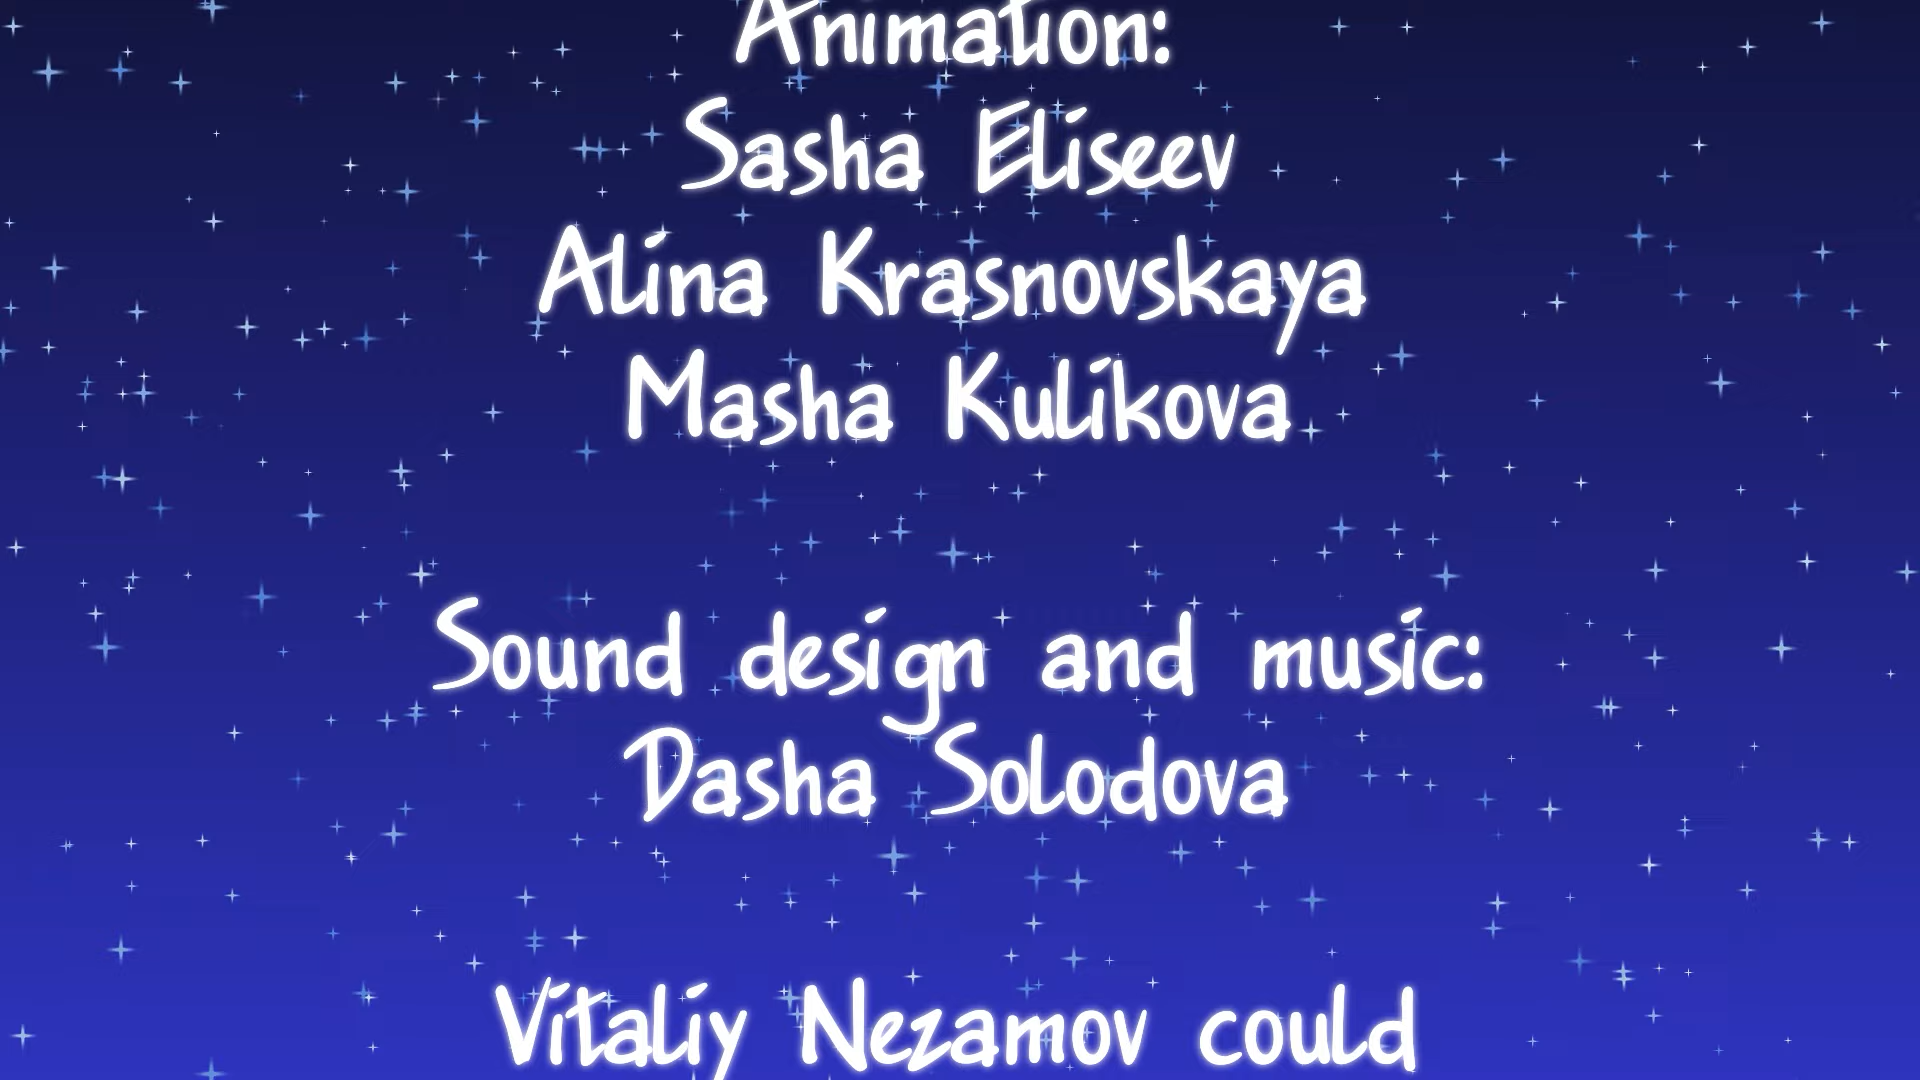 Animation:
Sasha Eliseev
Alina Krasnovskaya
Masha Kulikova
Sound design and music:
Dasha Solodova
Vitaliy Nezamov could